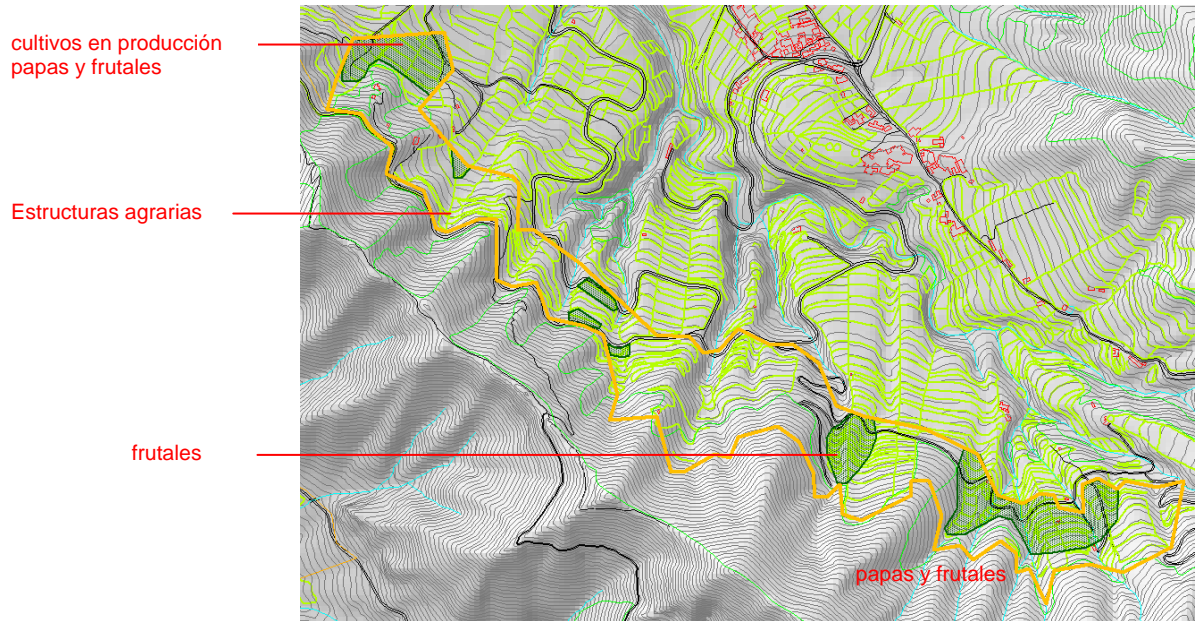 cultivos en producción
papas y frutales
Estructuras agrarias
frutales
papas y frutales